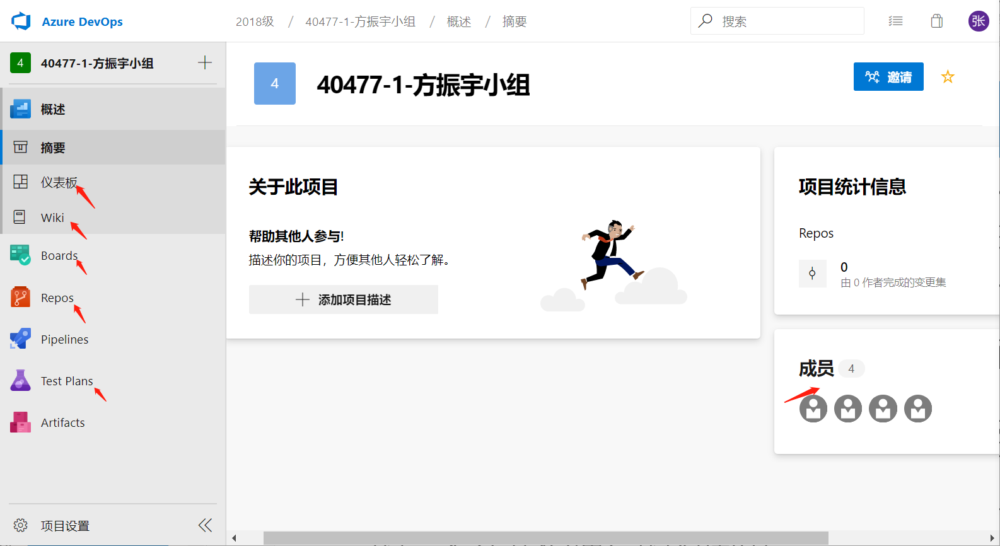 Azure DevOps
2018级 / 40477-1-方振宇小组 / 概述 / 摘要
搜索
张
4 40477-1-方振宇小组
概述
摘要
仪表板
Wiki
Boards
Repos
Pipelines
Test Plans
Artifacts
项目设置
4 40477-1-方振宇小组
邀请
关于此项目
帮助其他人参与!
描述你的项目，方便其他人轻松了解。
添加项目描述
项目统计信息
Repos
0
由 0 作者完成的变更集
成员 4